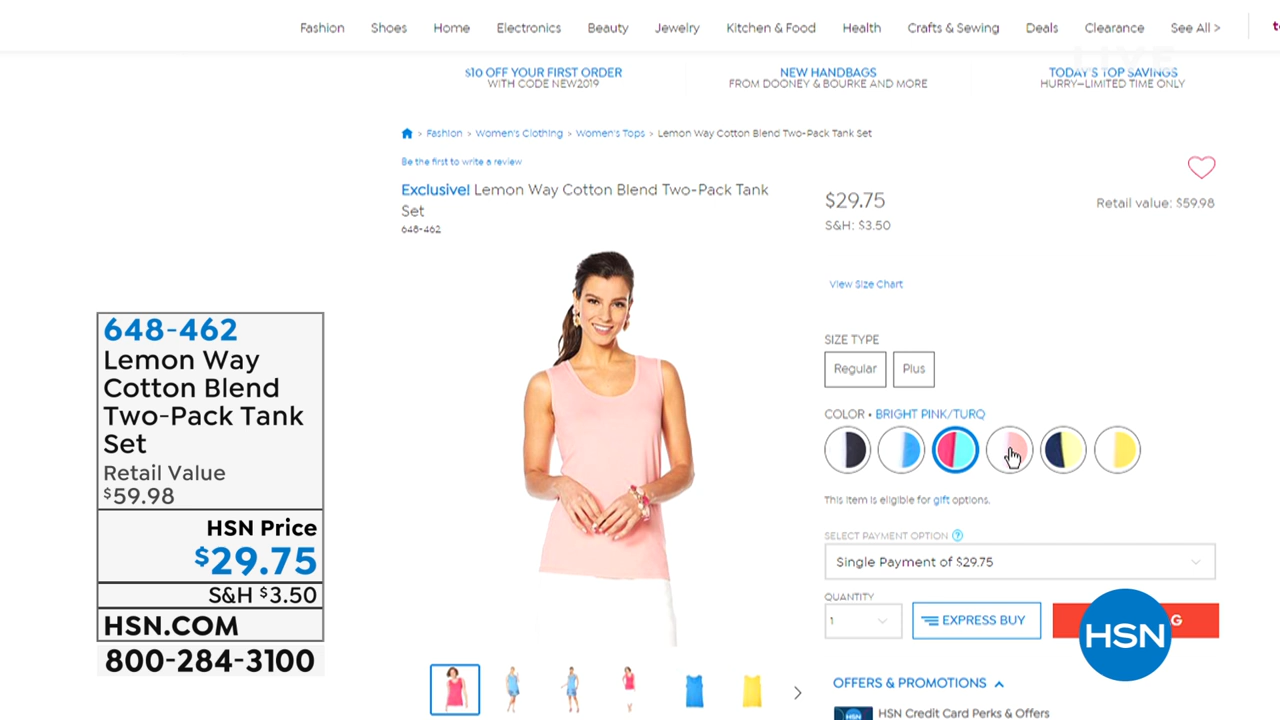 Fashion Shoes Home Electronics Beauty Jewelry Kitchen & Food Health Crafts & Sewing Deals Clearance See All >
LIVE
$10 OFF YOUR FIRST ORDER
WITH CODE NEW2019
NEW HANDBAGS
FROM DOONEY & BOURKE AND MORE
TODAY'S TOP SAVINGS
HURRY—LIMITED TIME ONLY
> Fashion > Women's Clothing > Women's Tops > Lemon Way Cotton Blend Two-Pack Tank Set
Be the first to write a review
Exclusive! Lemon Way Cotton Blend Two-Pack Tank
Set
648-462
$29.75
Retail value: $59.98
S&H: $3.50
View Size Chart
SIZE TYPE
Regular Plus
COLOR • BRIGHT PINK/TURQ
This item is eligible for gift options.
SELECT PAYMENT OPTION ?
Single Payment of $29.75
QUANTITY
1
EXPRESS BUY
G
HSN
OFFERS & PROMOTIONS
HSN
HSN Credit Card Perks & Offers
648-462
Lemon Way
Cotton Blend
Two-Pack Tank
Set
Retail Value
$59.98
HSN Price
$29.75
S&H $3.50
HSN.COM
800-284-3100